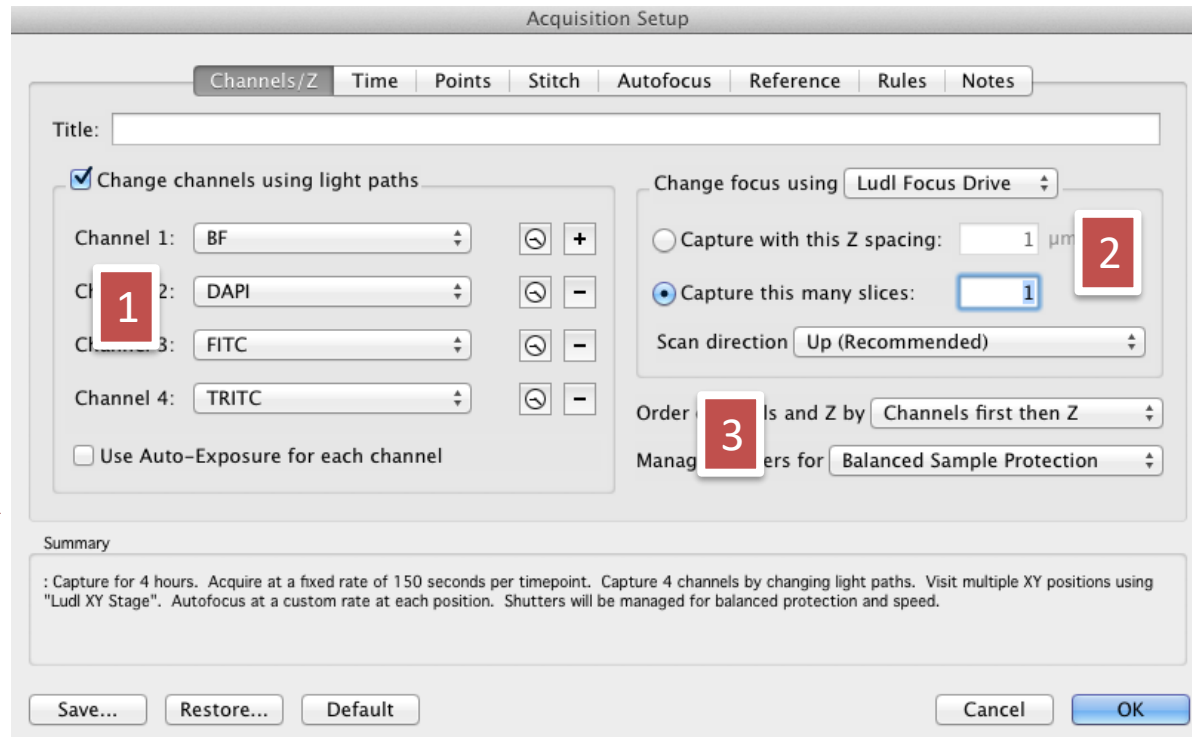 Acquisition Setup
Channels/Z Time Points Stitch Autofocus Reference Rules Notes
Title:
Change channels using light paths
Channel 1: BF +
2: DAPI -
3: FITC -
Channel 4: TRITC -
Use Auto-Exposure for each channel
1
Change focus using Ludl Focus Drive
Capture with this Z spacing: 1 µm
Capture this many slices: 1
2
Scan direction Up (Recommended)
Order and Z by Channels first then Z
3
for Balanced Sample Protection
Summary
: Capture for 4 hours. Acquire at a fixed rate of 150 seconds per timepoint. Capture 4 channels by changing light paths. Visit multiple XY positions using
"Ludl XY Stage". Autofocus at a custom rate at each position. Shutters will be managed for balanced protection and speed.
Save... Restore... Default Cancel OK